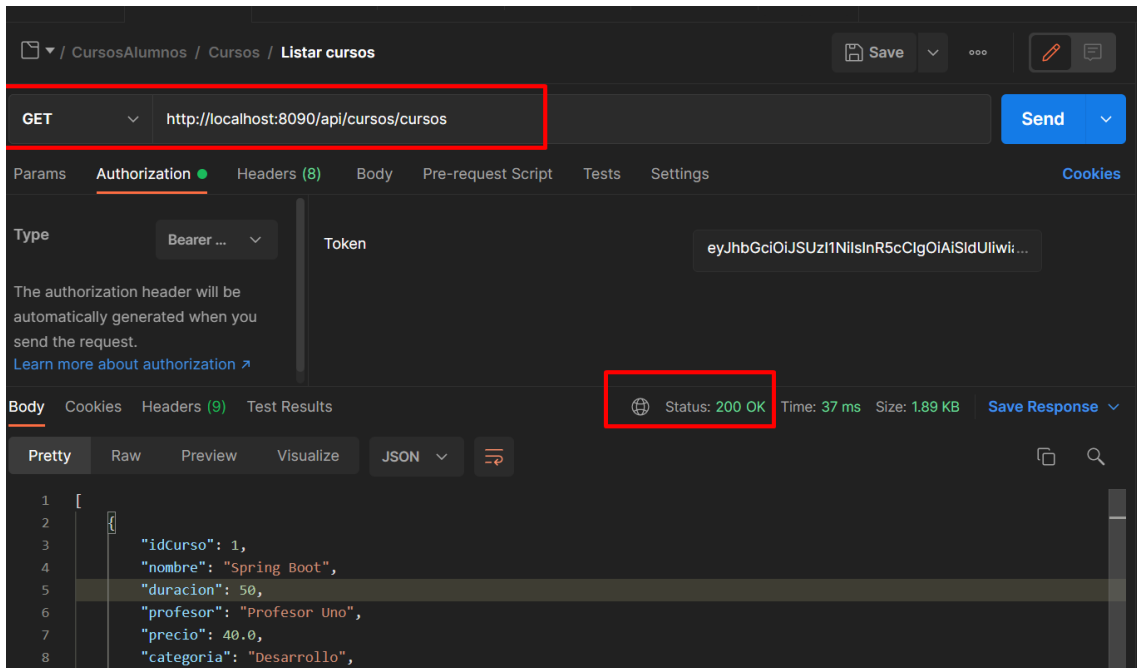 / CursosAlumnos / Cursos / Listar cursos
Save
GET
http://localhost:8090/api/cursos/cursos
Send
Params Authorization Headers (8) Body Pre-request Script Tests Settings Cookies
Type
Bearer ...
Token
eyJhbGciOiJSUzI1NiIsInR5cCIgOiAiSldUIiwia...
The authorization header will be
automatically generated when you
send the request.
Learn more about authorization ↗
Body Cookies Headers (9) Test Results
Status: 200 OK Time: 37 ms Size: 1.89 KB Save Response
Pretty Raw Preview Visualize JSON
1 [
2 {
3 "idCurso": 1,
4 "nombre": "Spring Boot",
5 "duracion": 50,
6 "profesor": "Profesor Uno",
7 "precio": 40.0,
8 "categoria": "Desarrollo",